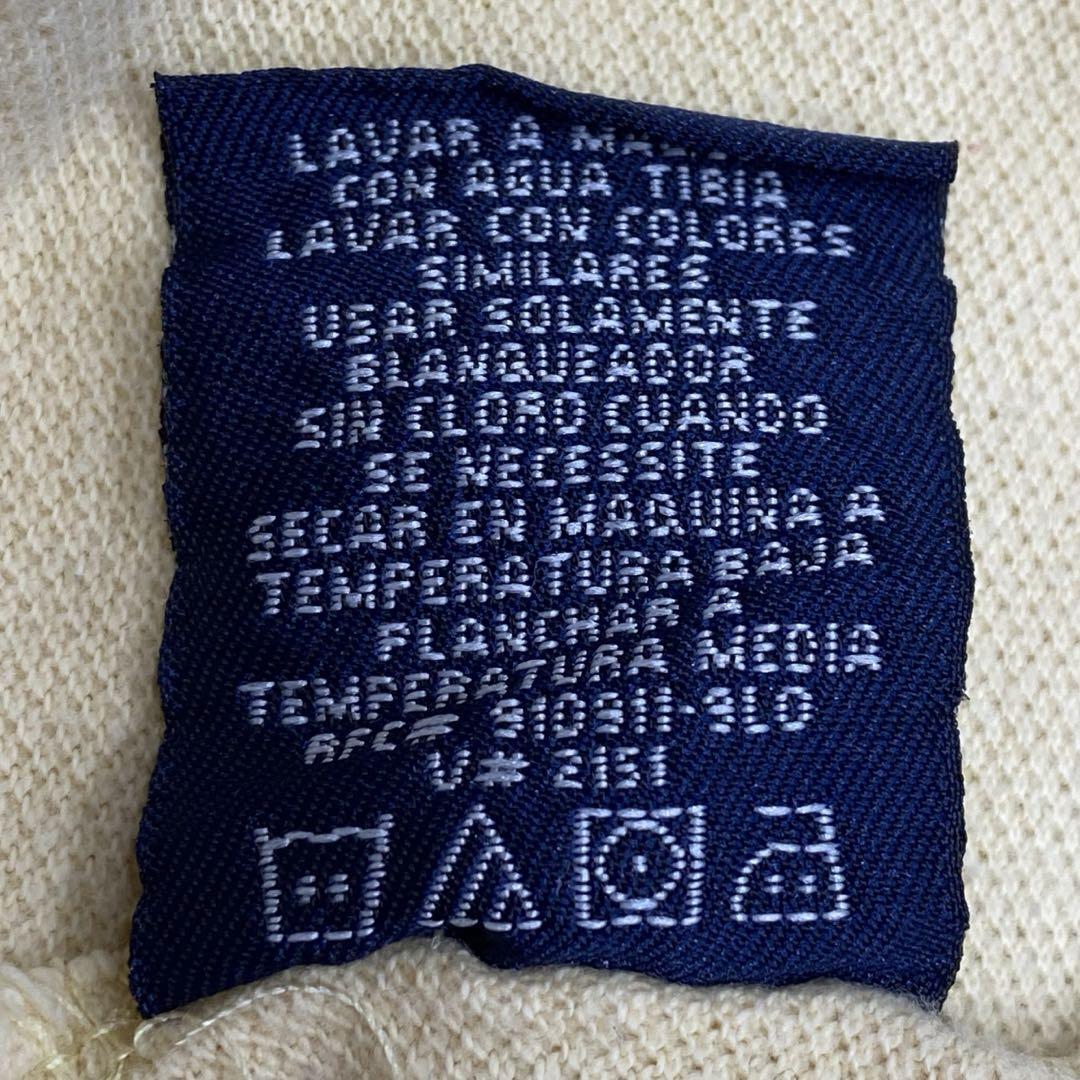 LAVAR A
CON AGUA TIBIA
LAVAR CON COLORES
SIMILARES
USAR SOLAMENTE
BLANQUEADOR
SIN CLORO CUANDO
SE NECESSITE
SECAR EN MAQUINA A
TEMPERATURA BAJA
PLANCHAR A
TEMPERATURA MEDIA
V# 2151